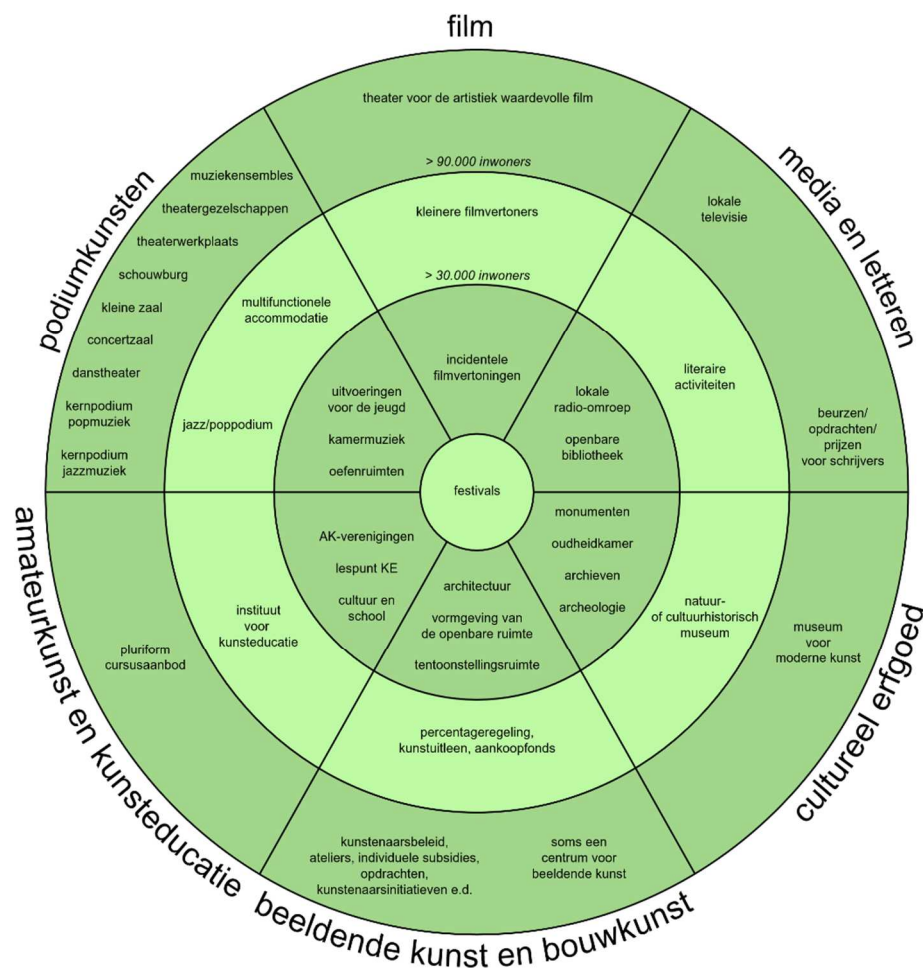 film
theater voor de artistiek waardevolle film
> 90.000 inwoners
kleinere filmvertoners
> 30.000 inwoners
incidentele
filmvertoningen
media en letteren
lokale
televisie
beurzen/
opdrachten/
prijzen
voor schrijvers
literaire
activiteiten
lokale
radio-omroep
openbare
bibliotheek
cultureel erfgoed
museum
voor
moderne kunst
natuur-
of cultuurhistorisch
museum
monumenten
oudheidkamer
archieven
archeologie
beeldende kunst en bouwkunst
architectuur
vormgeving van
de openbare ruimte
tentoonstellingsruimte
percentageregeling,
kunstuitleen, aankoopfonds
kunstenaarsbeleid,
ateliers, individuele subsidies,
opdrachten,
kunstenaarsinitiatieven e.d.
soms een
centrum voor
beeldende kunst
amateurkunst en kunsteducatie
pluriform
cursusaanbod
instituut
voor
kunsteducatie
AK-verenigingen
lespunt KE
cultuur en
school
podiumkunsten
muziekensembles
theatergezelschappen
theaterwerkplaats
schouwburg
kleine zaal
concertzaal
danstheater
kernpodium
popmuziek
kernpodium
jazzmuziek
multifunctionele
accommodatie
jazz/poppodium
uitvoeringen
voor de jeugd
kamermuziek
oefenruimten
festivals